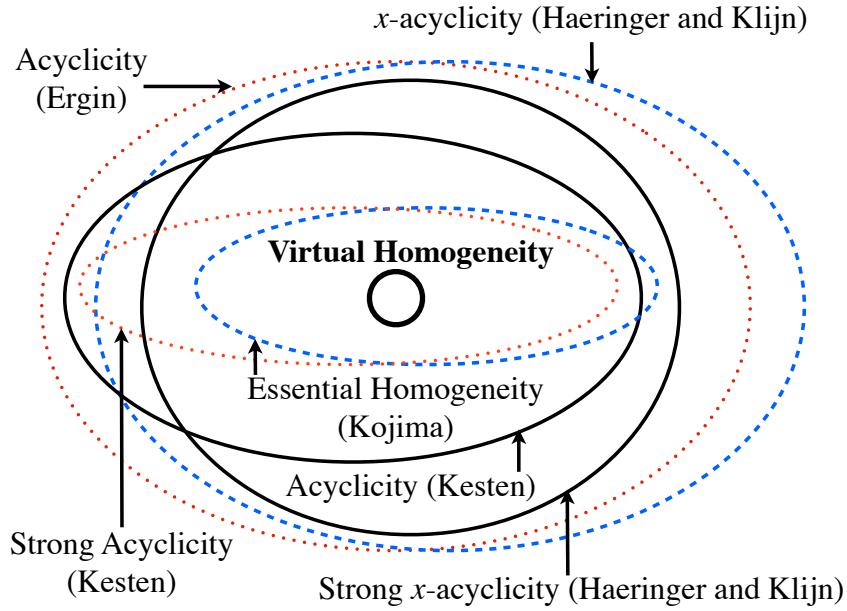 x-acyclicity (Haeringer and Klijn)
Acyclicity
(Ergin)
Virtual Homogeneity
Essential Homogeneity
(Kojima)
Acyclicity (Kesten)
Strong Acyclicity
(Kesten)
Strong x-acyclicity (Haeringer and Klijn)